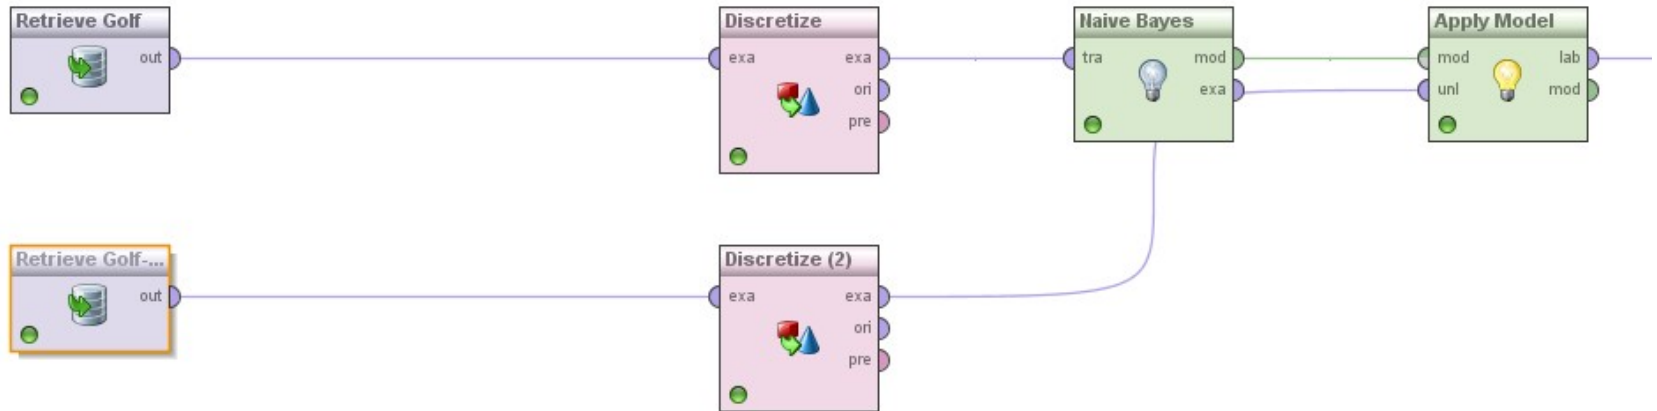 Retrieve Golf
out
Discretize
exa exa
ori
pre
Naive Bayes
tra mod
exa
Apply Model
mod lab
unl mod
Retrieve Golf-...
out
Discretize (2)
exa exa
ori
pre